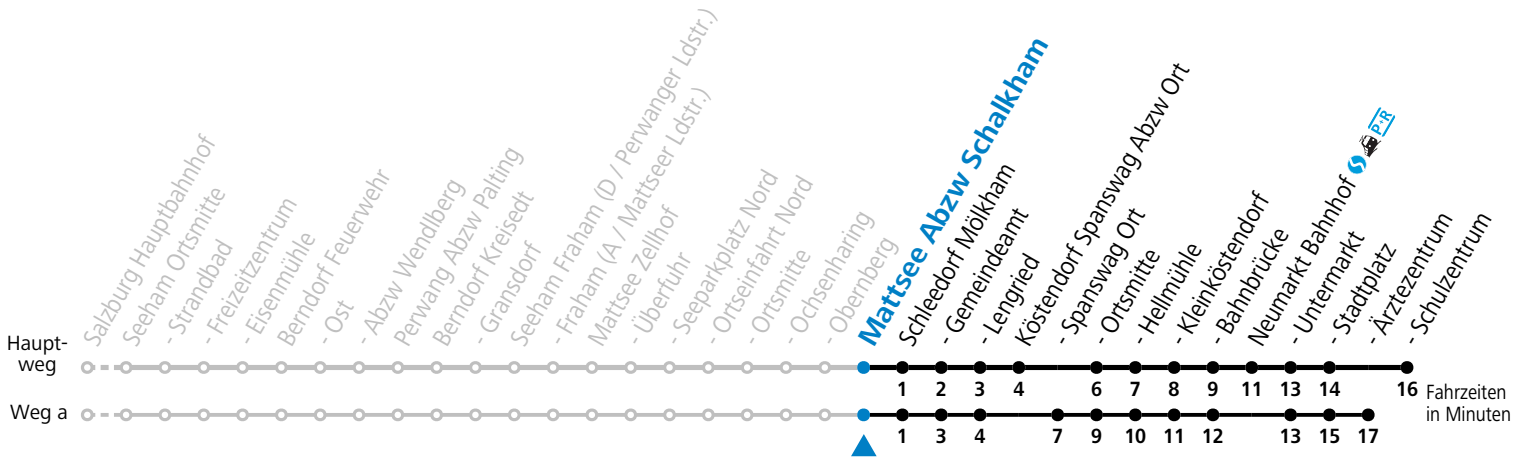 Salzburg Hauptbahnhof
Seeham Ortsmitte
- Strandbad
- Freizeitzentrum
- Eisenmühle
Berndorf Feuerwehr
- Ost
- Abzw Wendlberg
Perwang Abzw Palting
Berndorf Kreisedt
- Gransdorf
Seeham Fraham (D / Perwanger Ldstr.)
- Fraham (A / Mattseer Ldstr.)
Mattsee Zellhof
- Überfuhr
- Seeparkplatz Nord
- Ortseinfahrt Nord
- Ortsmitte
- Ochsenharing
- Obernberg
Mattsee Abzw Schalkham
Schleedorf Mölkham
- Gemeindeamt
- Lengried
Köstendorf Spanswag Abzw Ort
- Spanswag Ort
- Ortsmitte
- Hellmühle
- Kleinköstendorf
- Bahnbrücke
Neumarkt Bahnhof P+R
- Untermarkt
- Stadtplatz
- Ärztezentrum
- Schulzentrum
Haupt-
weg
1 2 3 4 6 7 8 9 11 13 14 16
Weg a
1 3 4 7 9 10 11 12 13 15 17
Fahrzeiten
in Minuten